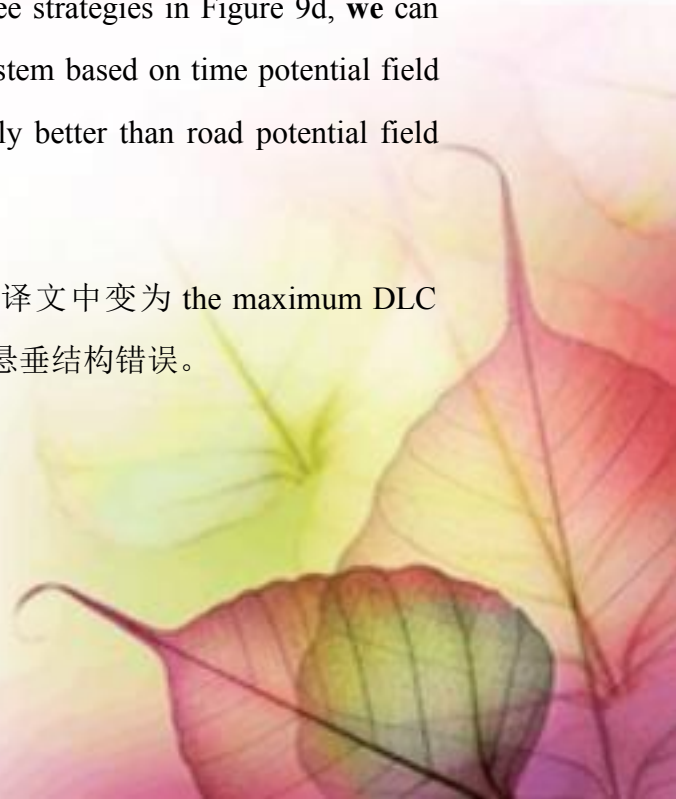 ee strategies in Figure 9d, we can
stem based on time potential field
ly better than road potential field
译文中变为 the maximum DLC
悬垂结构错误。